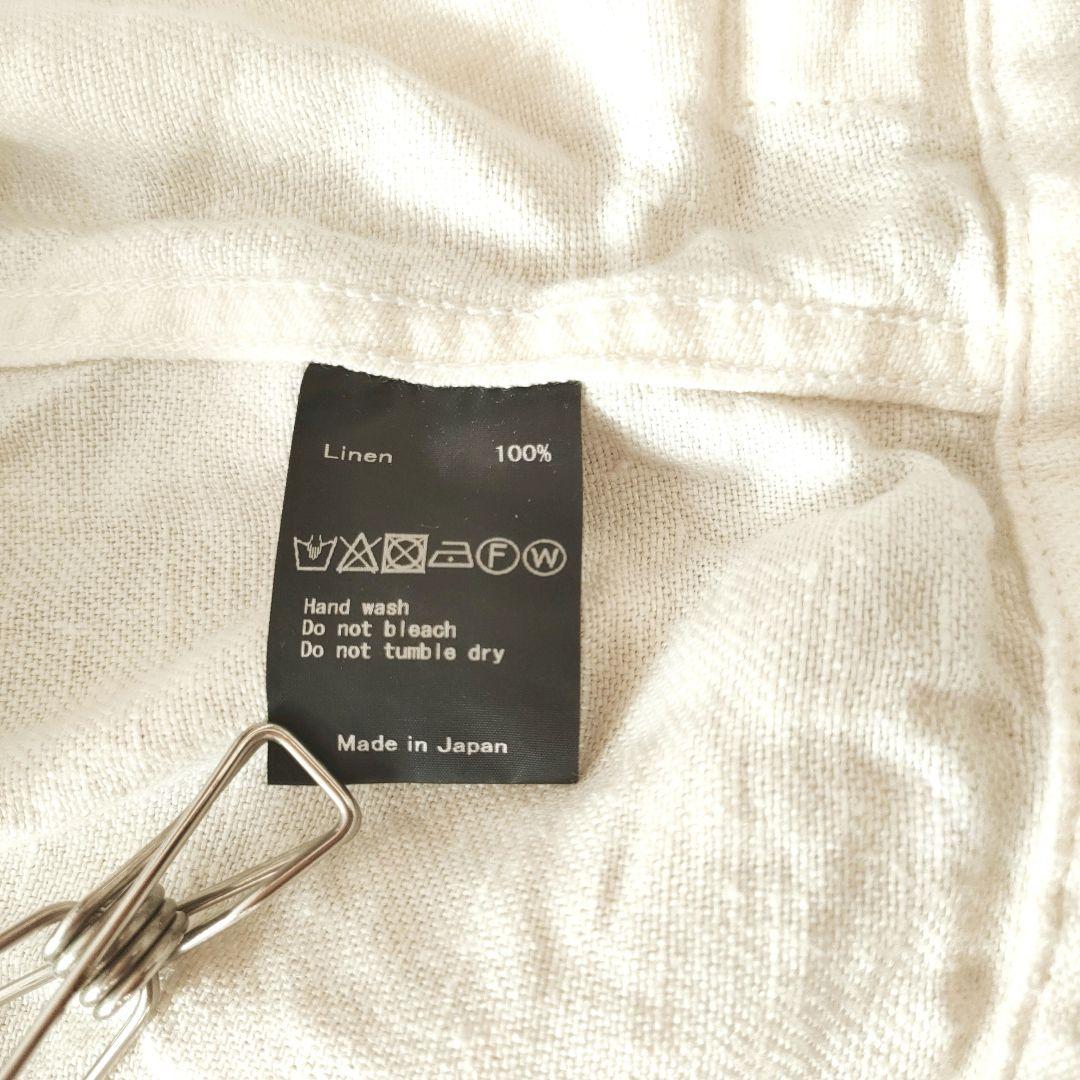 Linen 100%
F W
Hand wash
Do not bleach
Do not tumble dry
Made in Japan